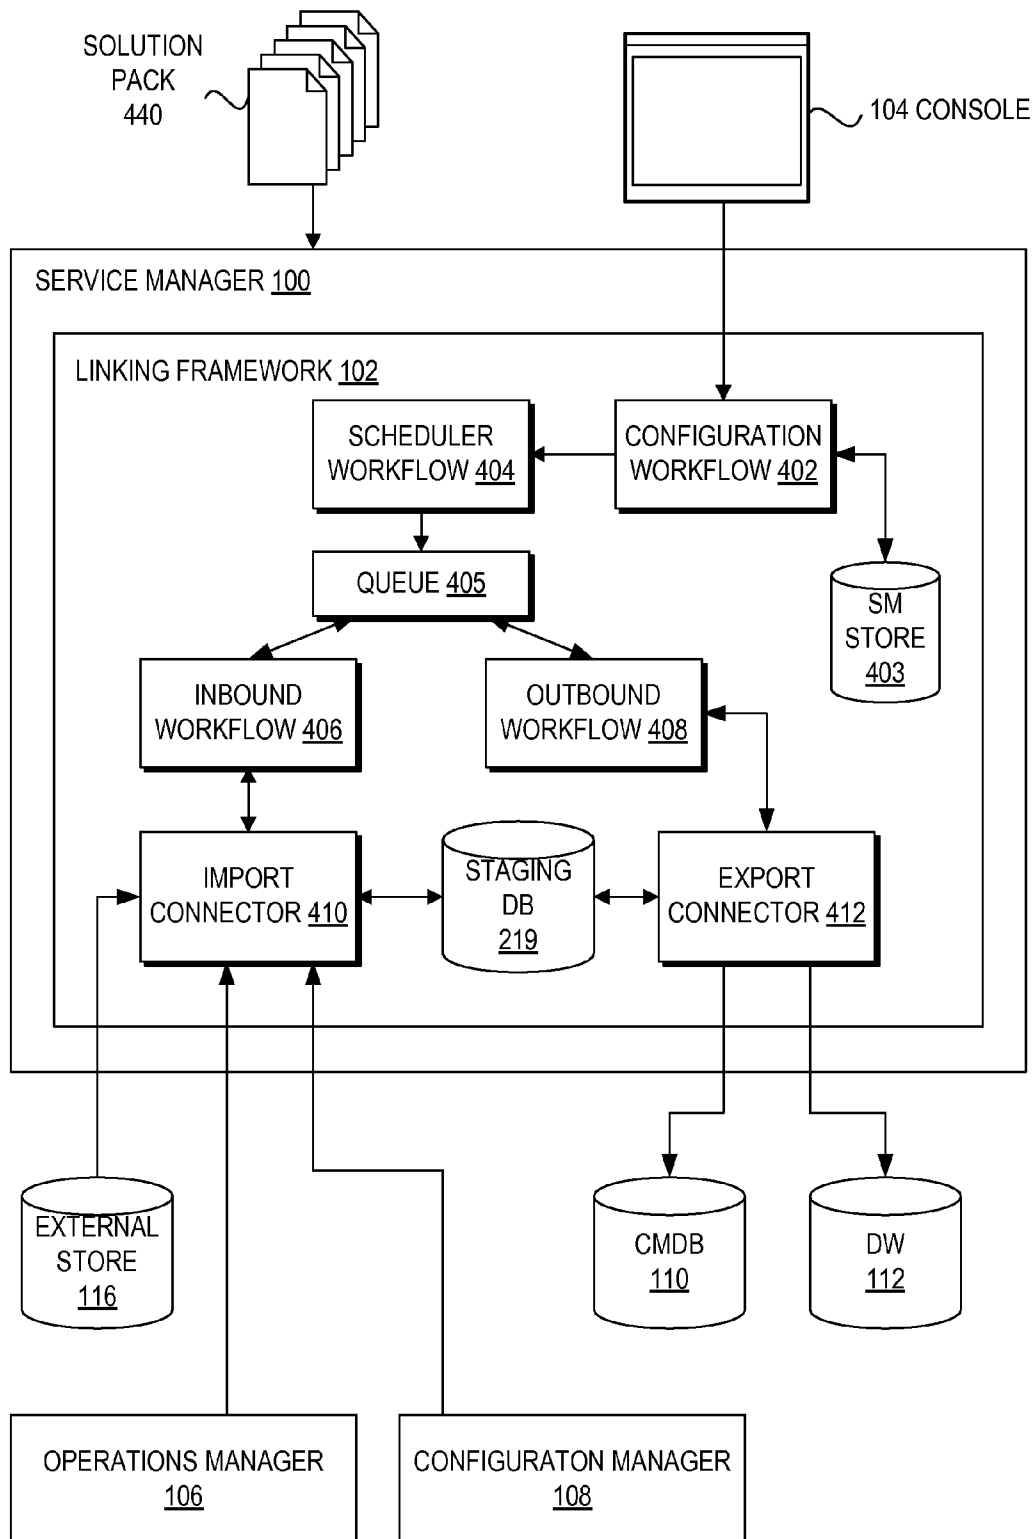 SOLUTION
PACK
440
104 CONSOLE
SERVICE MANAGER 100
LINKING FRAMEWORK 102
SCHEDULER
WORKFLOW 404
CONFIGURATION
WORKFLOW 402
QUEUE 405
SM
STORE
403
INBOUND
WORKFLOW 406
OUTBOUND
WORKFLOW 408
IMPORT
CONNECTOR 410
STAGING
DB
219
EXPORT
CONNECTOR 412
EXTERNAL
STORE
116
CMDB
110
DW
112
OPERATIONS MANAGER
106
CONFIGURATON MANAGER
108